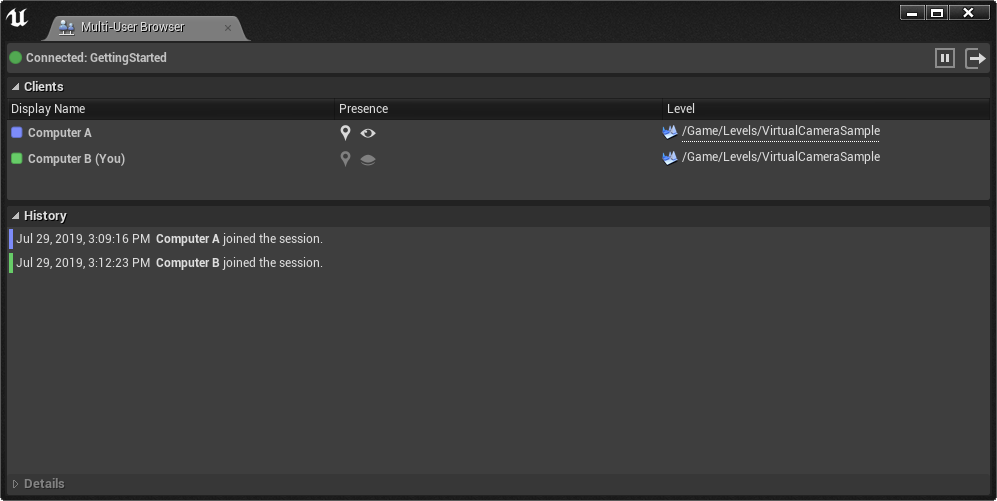 Multi-User Browser
Connected: GettingStarted
Clients
Display Name Presence Level
Computer A /Game/Levels/VirtualCameraSample
Computer B (You) /Game/Levels/VirtualCameraSample
History
Jul 29, 2019, 3:09:16 PM Computer A joined the session.
Jul 29, 2019, 3:12:23 PM Computer B joined the session.
Details